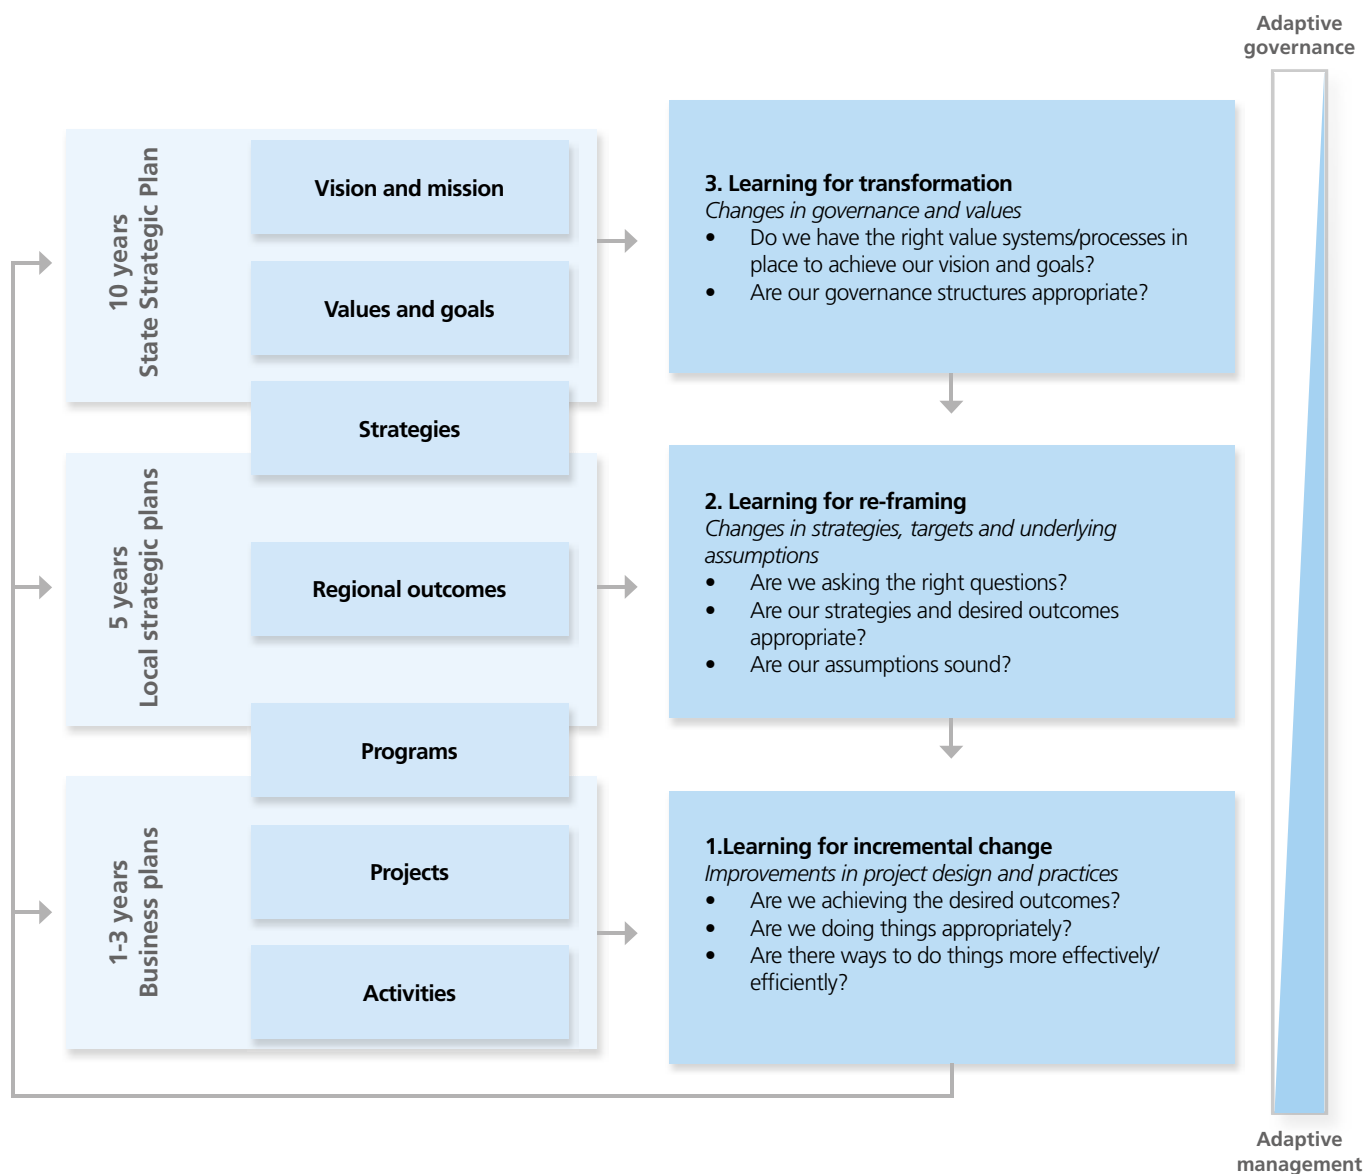 Adaptive
governance
10 years
State Strategic Plan
Vision and mission
Values and goals
3. Learning for transformation
Changes in governance and values
• Do we have the right value systems/processes in
place to achieve our vision and goals?
• Are our governance structures appropriate?
Strategies
5 years
Local strategic plans
Regional outcomes
2. Learning for re-framing
Changes in strategies, targets and underlying
assumptions
• Are we asking the right questions?
• Are our strategies and desired outcomes
appropriate?
• Are our assumptions sound?
Programs
1-3 years
Business plans
Projects
Activities
1.Learning for incremental change
Improvements in project design and practices
• Are we achieving the desired outcomes?
• Are we doing things appropriately?
• Are there ways to do things more effectively/
efficiently?
Adaptive
management